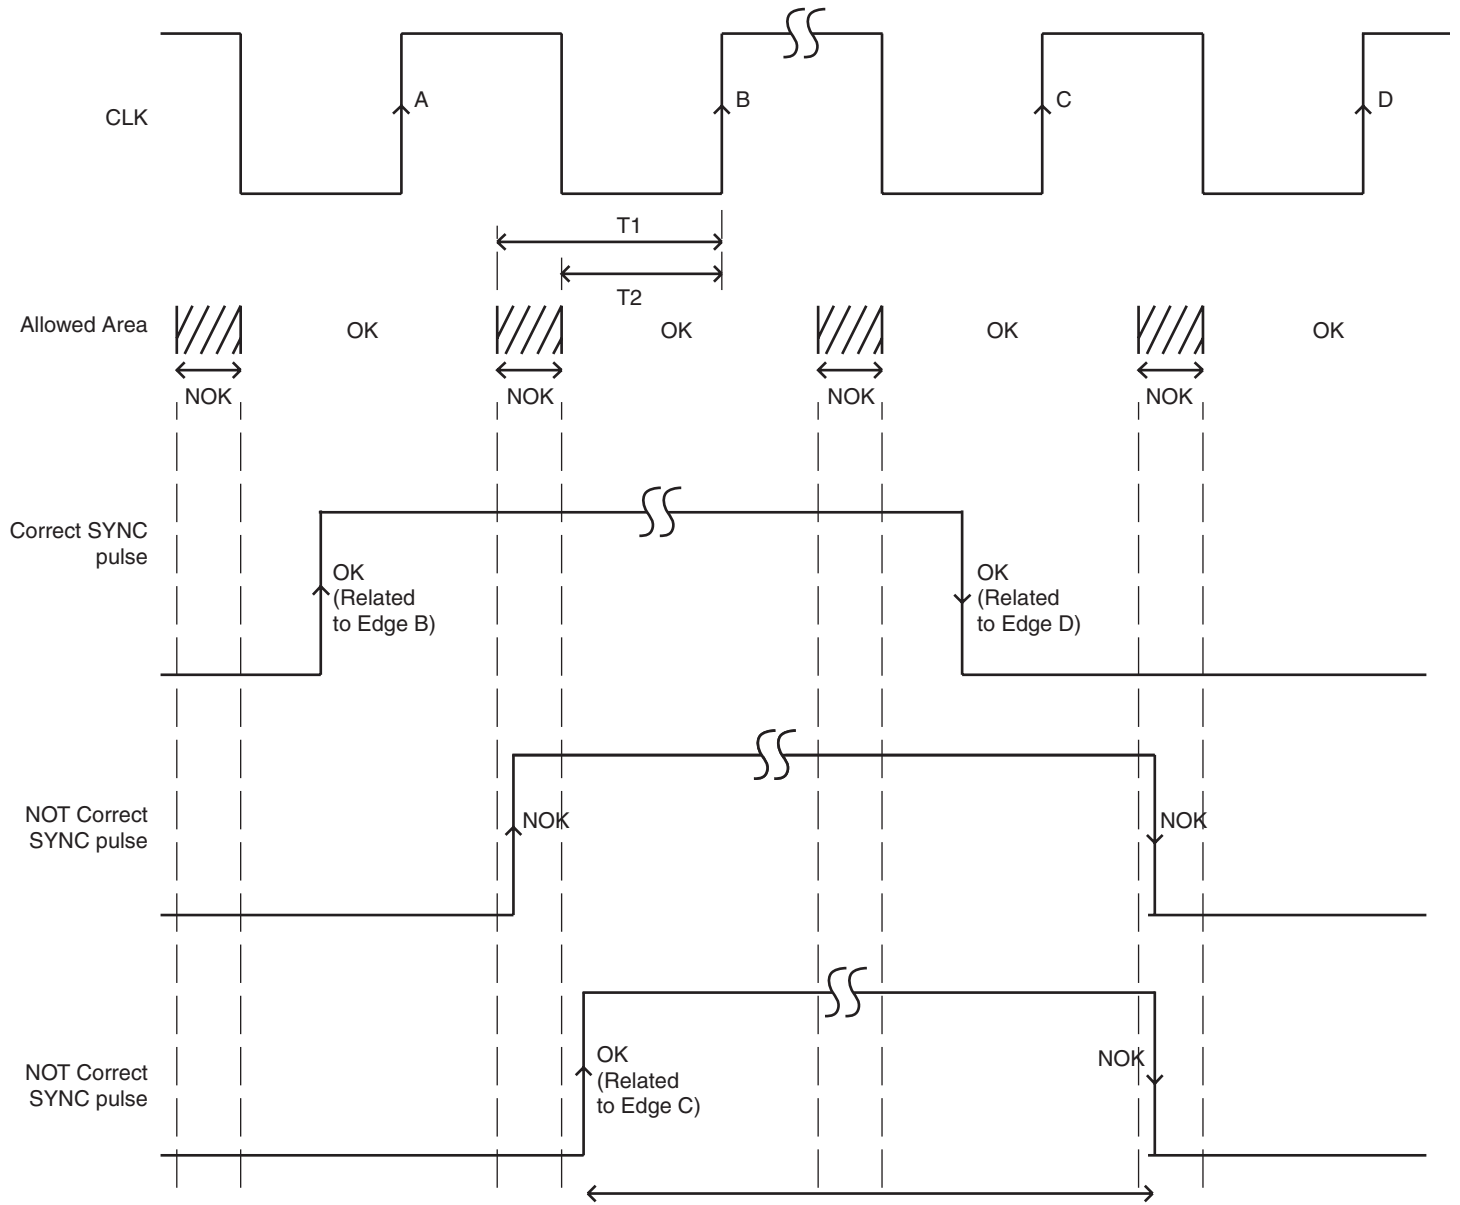 CLK
A
B
C
D
T1
T2
Allowed Area
OK
OK
OK
OK
NOK
NOK
NOK
NOK
Correct SYNC
pulse
OK
(Related
to Edge B)
OK
(Related
to Edge D)
NOT Correct
SYNC pulse
NOK
NOK
NOT Correct
SYNC pulse
OK
(Related
to Edge C)
NOK